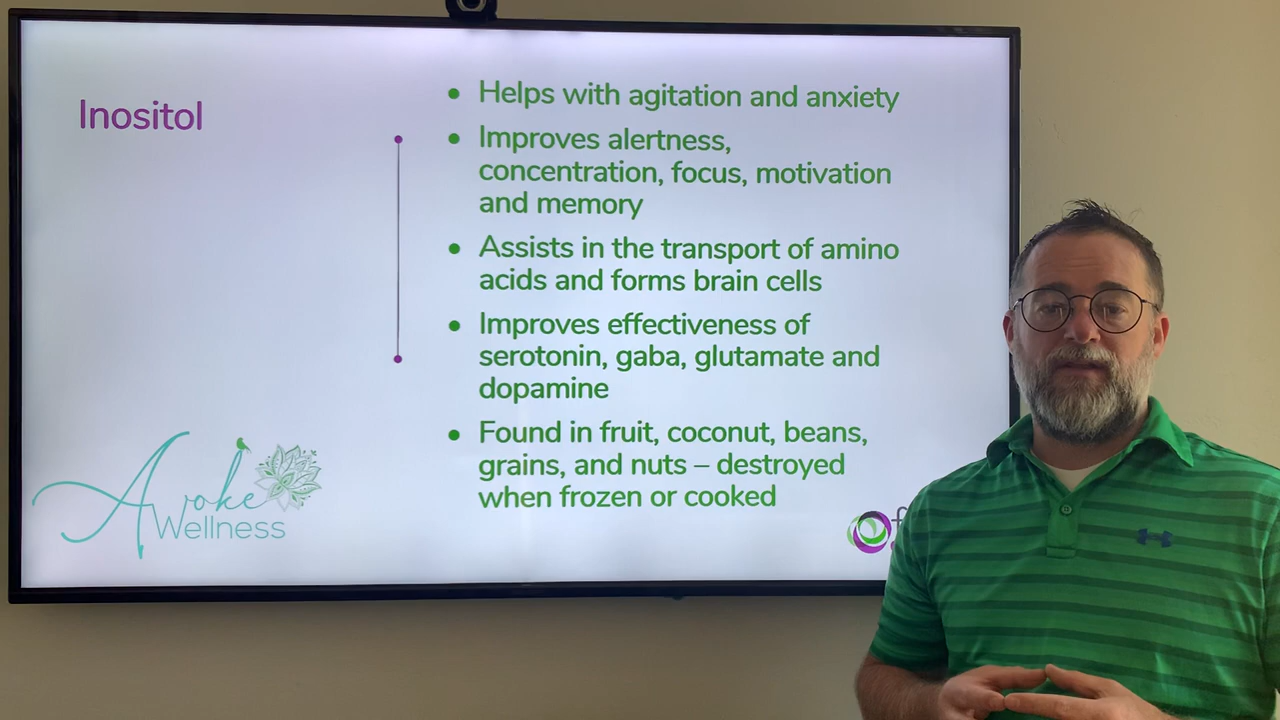 Inositol
• Helps with agitation and anxiety
• Improves alertness,
concentration, focus, motivation
and memory
• Assists in the transport of amino
acids and forms brain cells
• Improves effectiveness of
serotonin, gaba, glutamate and
dopamine
• Found in fruit, coconut, beans,
grains, and nuts – destroyed
when frozen or cooked
Awoke
Wellness